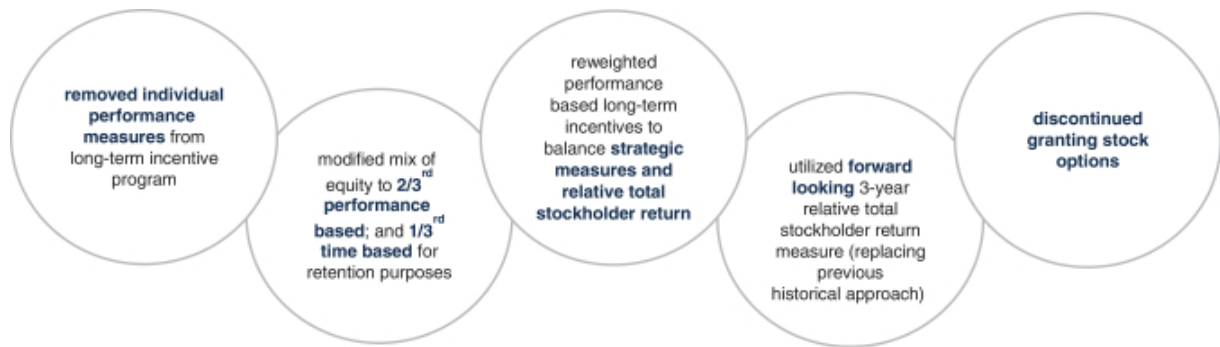 removed individual
performance
measures from
long-term incentive
program
modified mix of
equity to 2/3rd
performance
based; and 1/3rd
time based for
retention purposes
reweighted
performance
based long-term
incentives to
balance strategic
measures and
relative total
stockholder return
utilized forward
looking 3-year
relative total
stockholder return
measure (replacing
previous
historical approach)
discontinued
granting stock
options